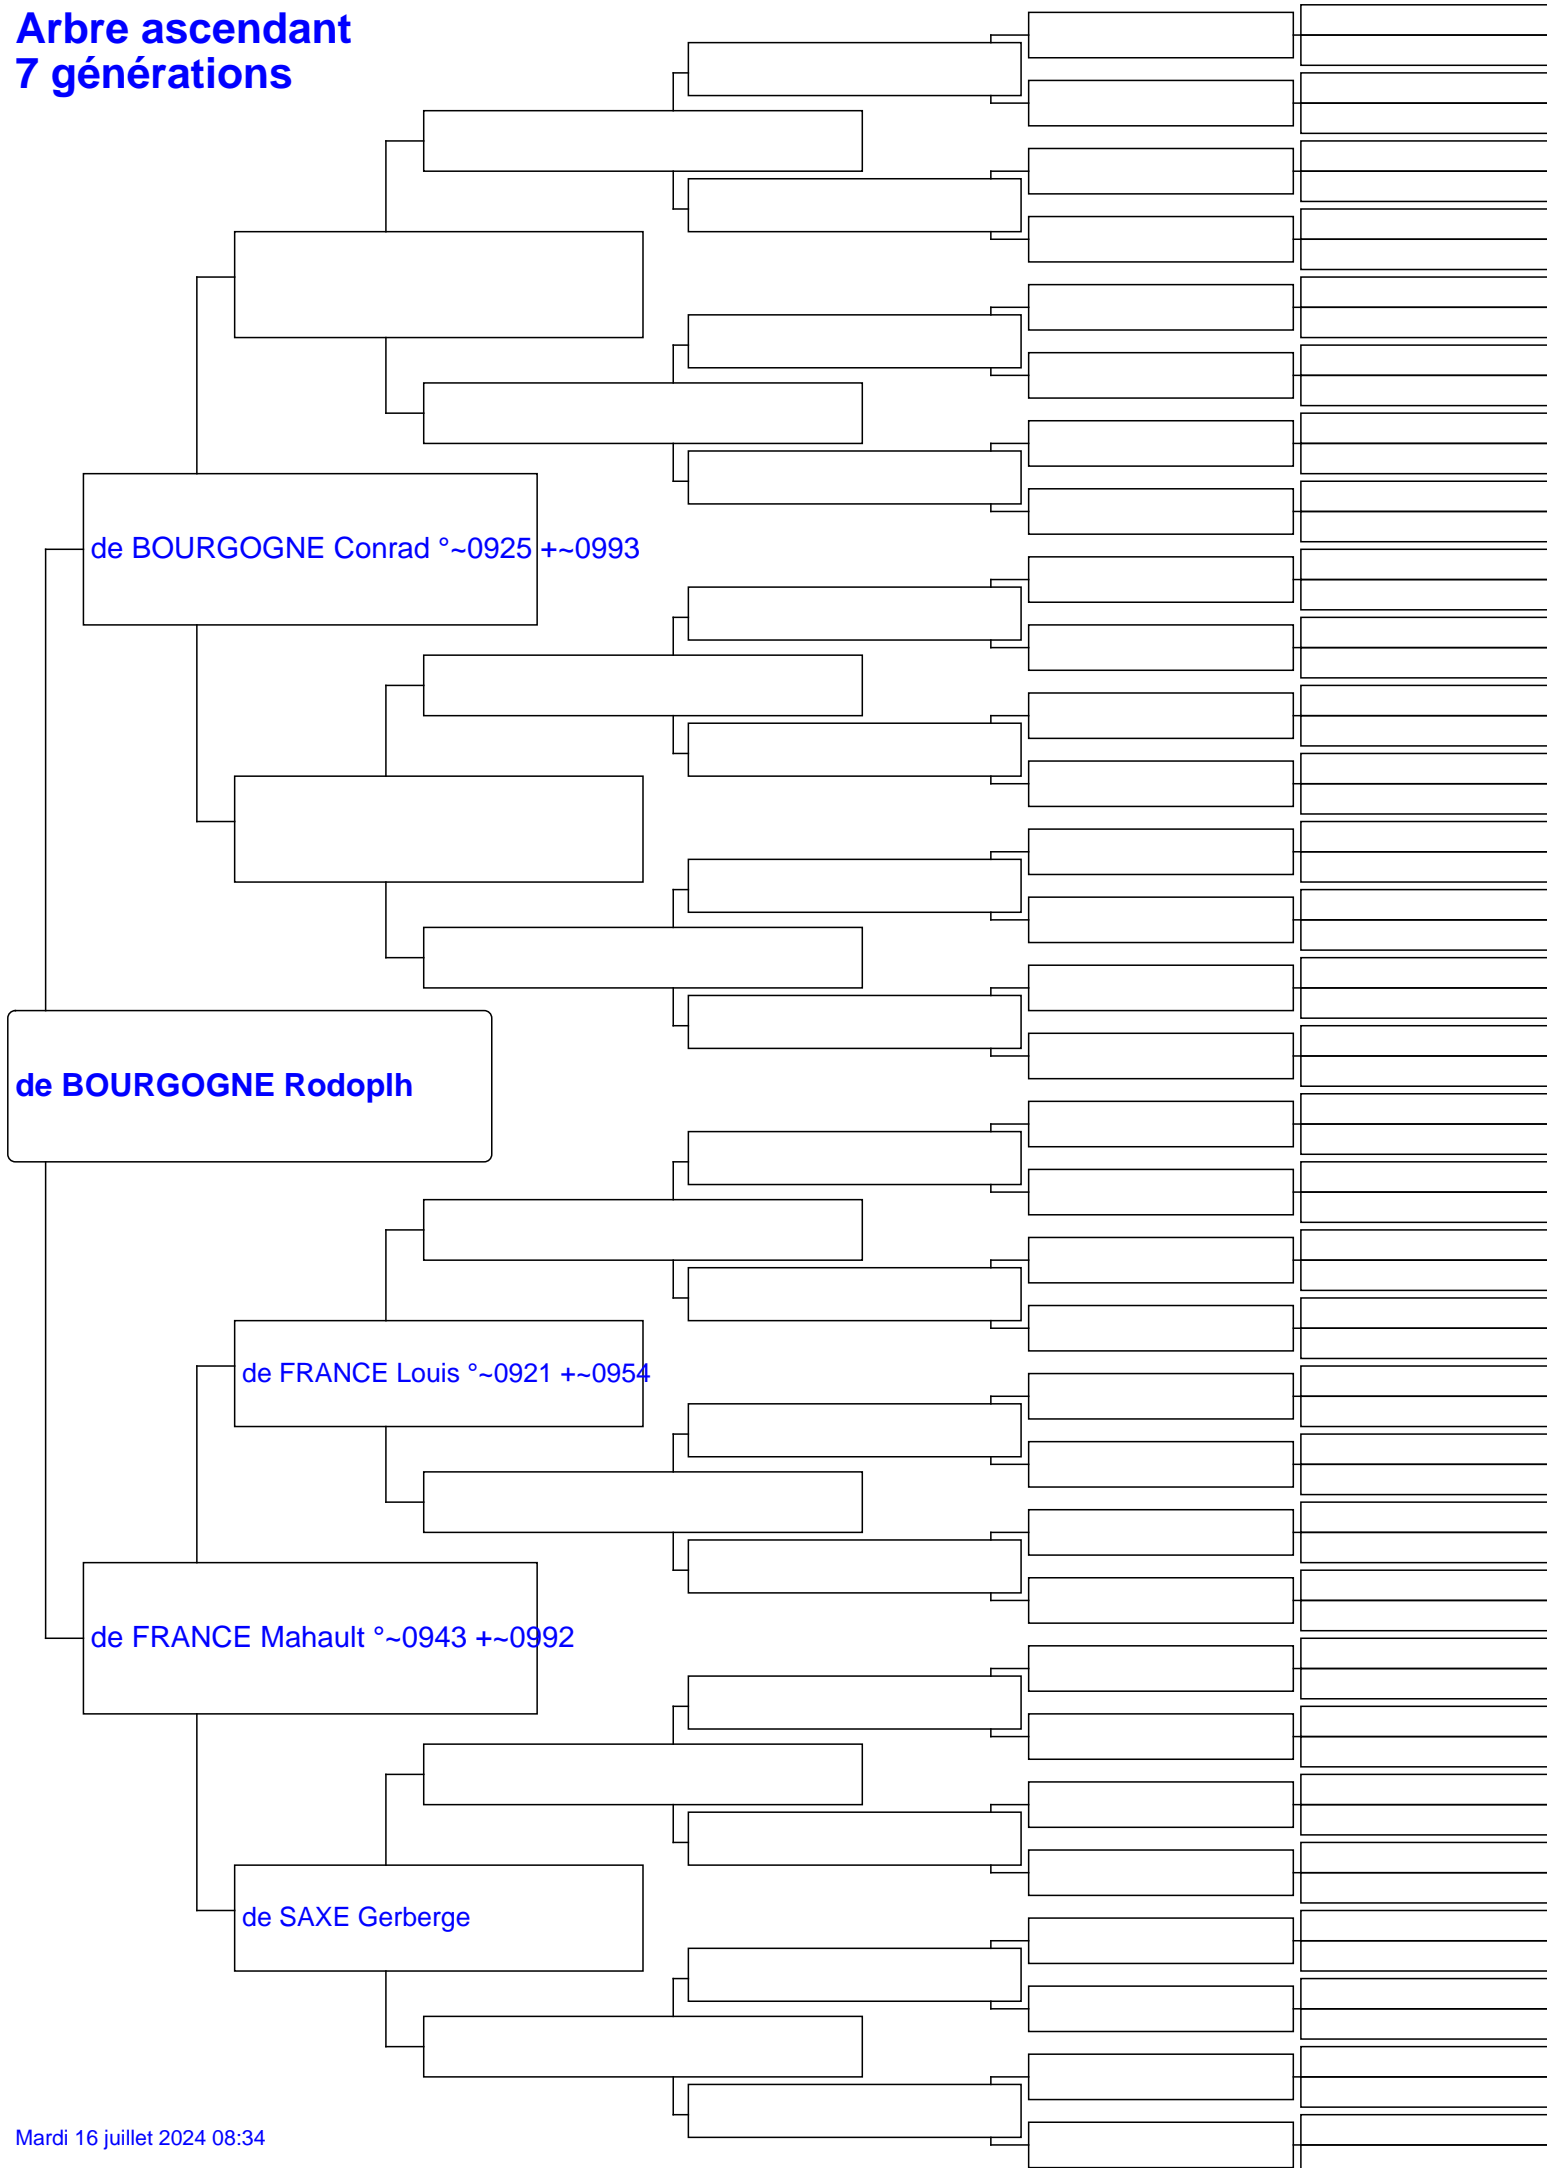 Arbre ascendant
7 générations
de BOURGOGNE Conrad °~0925 +~0993
de BOURGOGNE Rodoplh
de FRANCE Louis °~0921 +~0954
de FRANCE Mahault °~0943 +~0992
de SAXE Gerberge
Mardi 16 juillet 2024 08:34